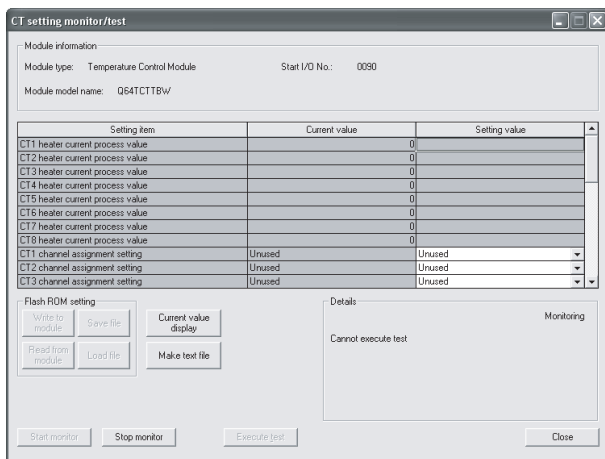 CT setting monitor/test
Module information
Module type: Temperature Control Module Start I/O No.: 0090
Module model name: Q64TCTTBW
Setting item Current value Setting value
CT1 heater current process value 0
CT2 heater current process value 0
CT3 heater current process value 0
CT4 heater current process value 0
CT5 heater current process value 0
CT6 heater current process value 0
CT7 heater current process value 0
CT8 heater current process value 0
CT1 channel assignment setting Unused Unused
CT2 channel assignment setting Unused Unused
CT3 channel assignment setting Unused Unused
Flash ROM setting
Write to
module
Save file
Current value
display
Read from
module
Load file
Make text file
Details
Monitoring
Cannot execute test
Start monitor Stop monitor Execute test Close